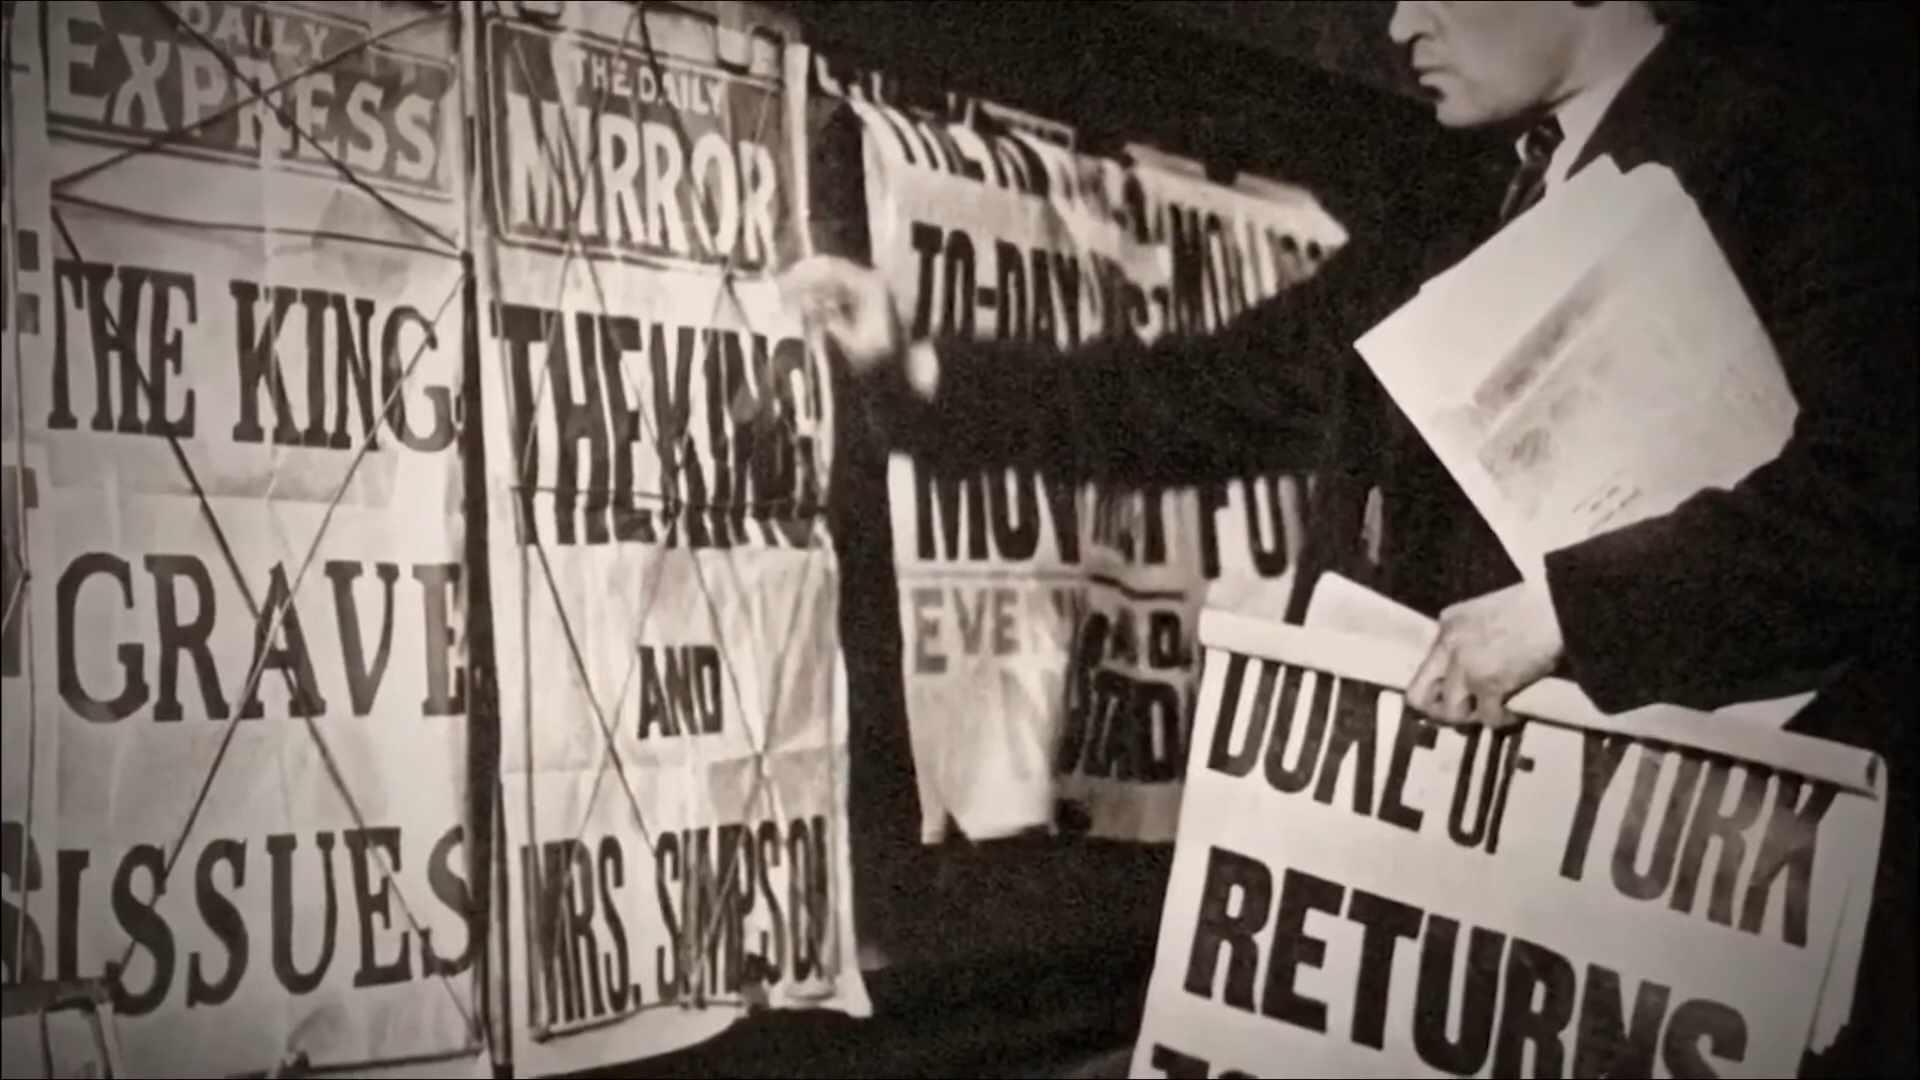 DAILY
EXPRESS
THE KING
GRAVE
ISSUES
THE DAILY
MIRROR
THE KING
AND
MRS. SIMPSON
TO-DAY'S
EVEN
DUKE OF YORK
RETURNS